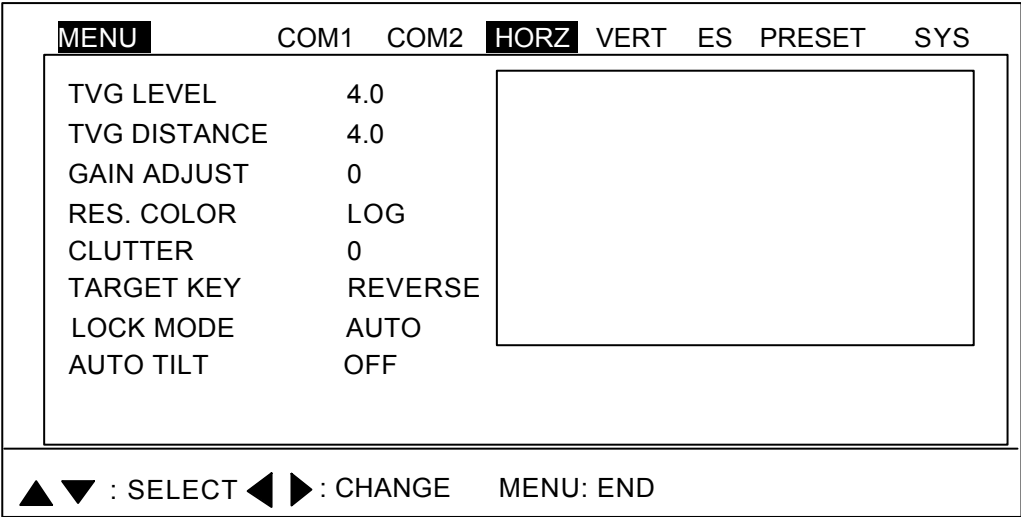 MENU COM1 COM2 HORZ VERT ES PRESET SYS
TVG LEVEL 4.0
TVG DISTANCE 4.0
GAIN ADJUST 0
RES. COLOR LOG
CLUTTER 0
TARGET KEY REVERSE
LOCK MODE AUTO
AUTO TILT OFF
▲ ▼ : SELECT ◀ ▶ : CHANGE MENU: END